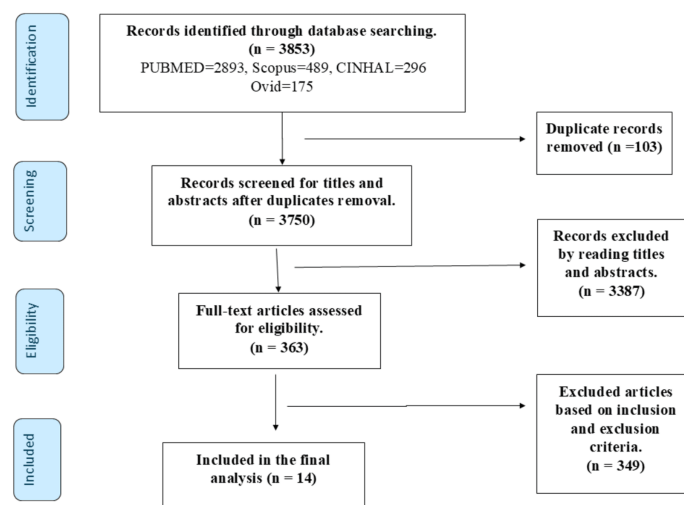 Identification
Records identified through database searching.
(n = 3853)
PUBMED=2893, Scopus=489, CINHAL=296
Ovid=175
Duplicate records
removed (n =103)
Screening
Records screened for titles and
abstracts after duplicates removal.
(n = 3750)
Records excluded
by reading titles
and abstracts.
(n = 3387)
Eligibility
Full-text articles assessed
for eligibility.
(n = 363)
Excluded articles
based on inclusion
and exclusion
criteria.
(n = 349)
Included
Included in the final
analysis (n = 14)